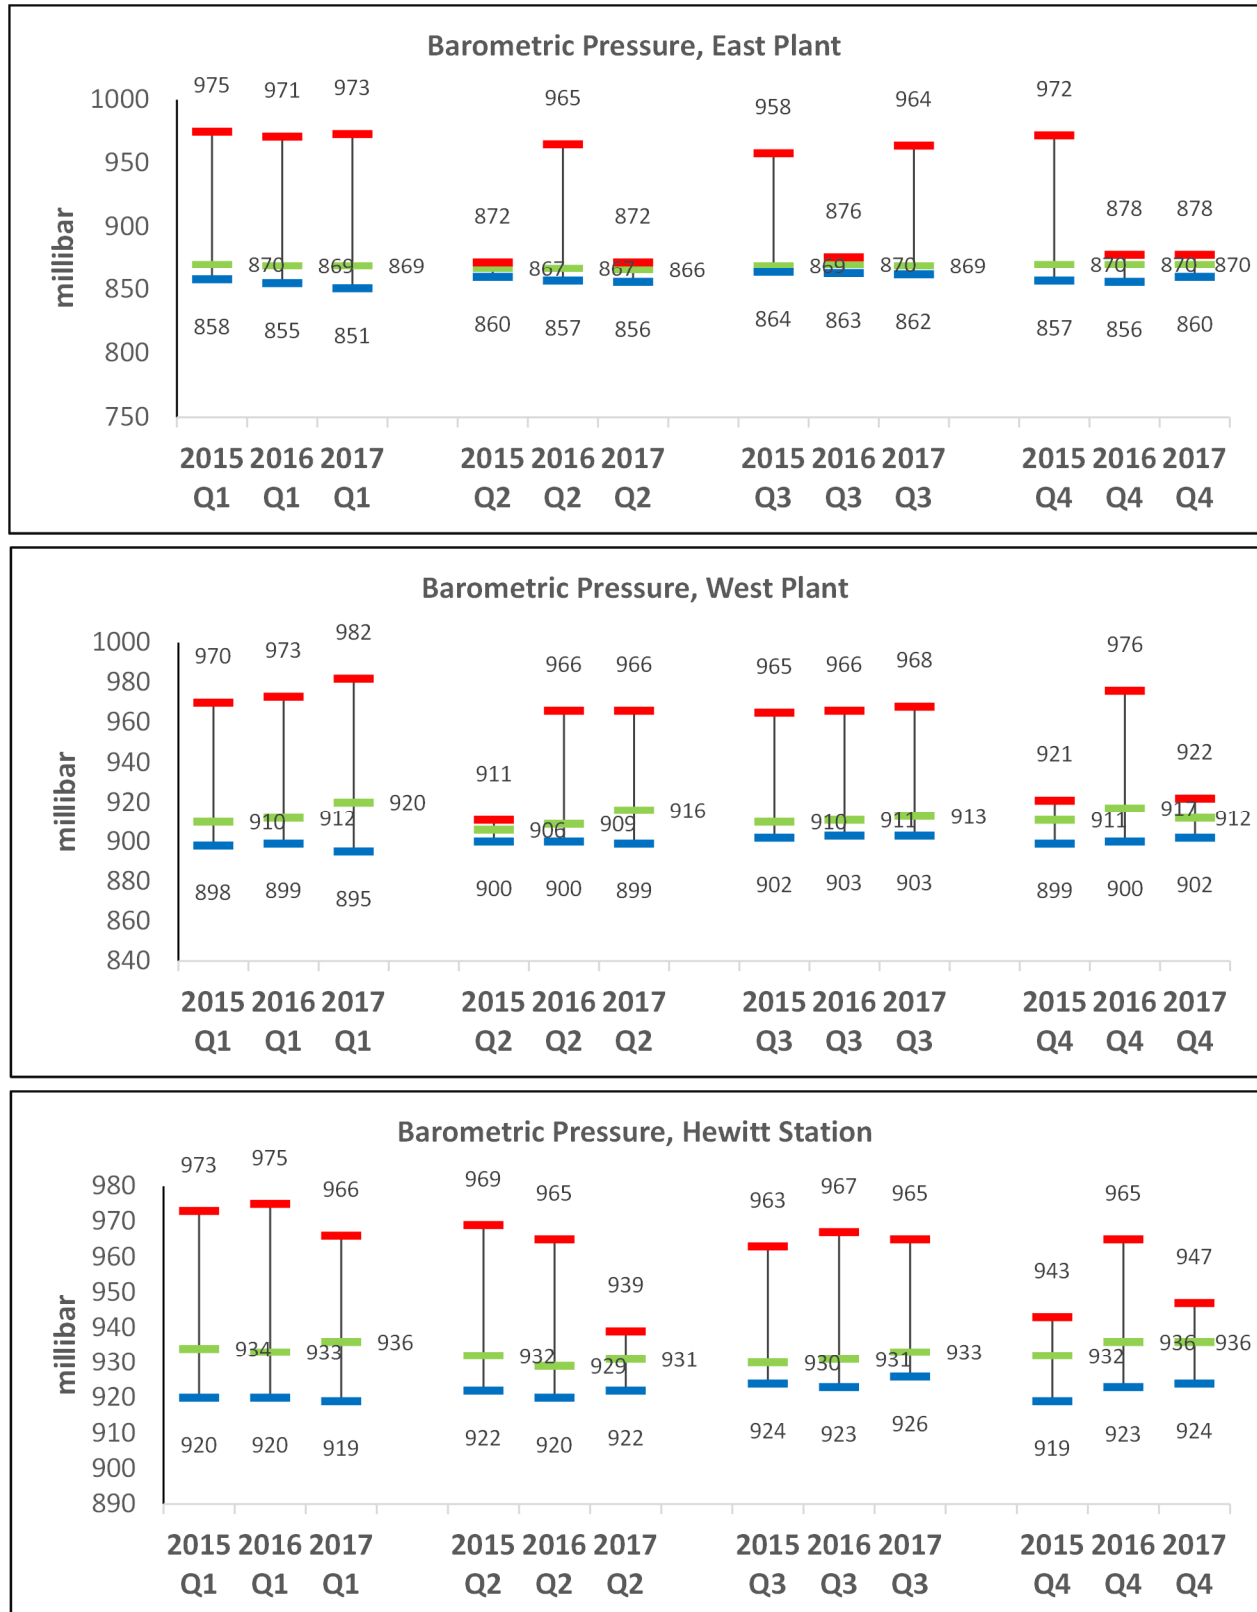 Barometric Pressure, East Plant
975 971 973 965 958 964 972
1000
950
900
850
800
750
millibar
872 872 876 878 878
870 869 869 867 867 866 869 870 869 870 870 870
858 855 851 860 857 856 864 863 862 857 856 860
2015 2016 2017 2015 2016 2017 2015 2016 2017 2015 2016 2017
Q1 Q1 Q1 Q2 Q2 Q2 Q3 Q3 Q3 Q4 Q4 Q4
Barometric Pressure, West Plant
970 973 982 966 966 965 966 968 976
1000
980
960
940
920
900
880
860
840
911 921 922
910 912 920 906 909 916 910 911 913 911 917 912
898 899 895 900 900 899 902 903 903 899 900 902
2015 2016 2017 2015 2016 2017 2015 2016 2017 2015 2016 2017
Q1 Q1 Q1 Q2 Q2 Q2 Q3 Q3 Q3 Q4 Q4 Q4
millibar
Barometric Pressure, Hewitt Station
973 975 966 969 965 939 963 967 965 943 965 947
980
970
960
950
940
930
920
910
900
890
millibar
934 933 936 932 929 931 930 931 933 932 936 936
920 920 919 922 920 922 924 923 926 919 923 924
2015 2016 2017 2015 2016 2017 2015 2016 2017 2015 2016 2017
Q1 Q1 Q1 Q2 Q2 Q2 Q3 Q3 Q3 Q4 Q4 Q4